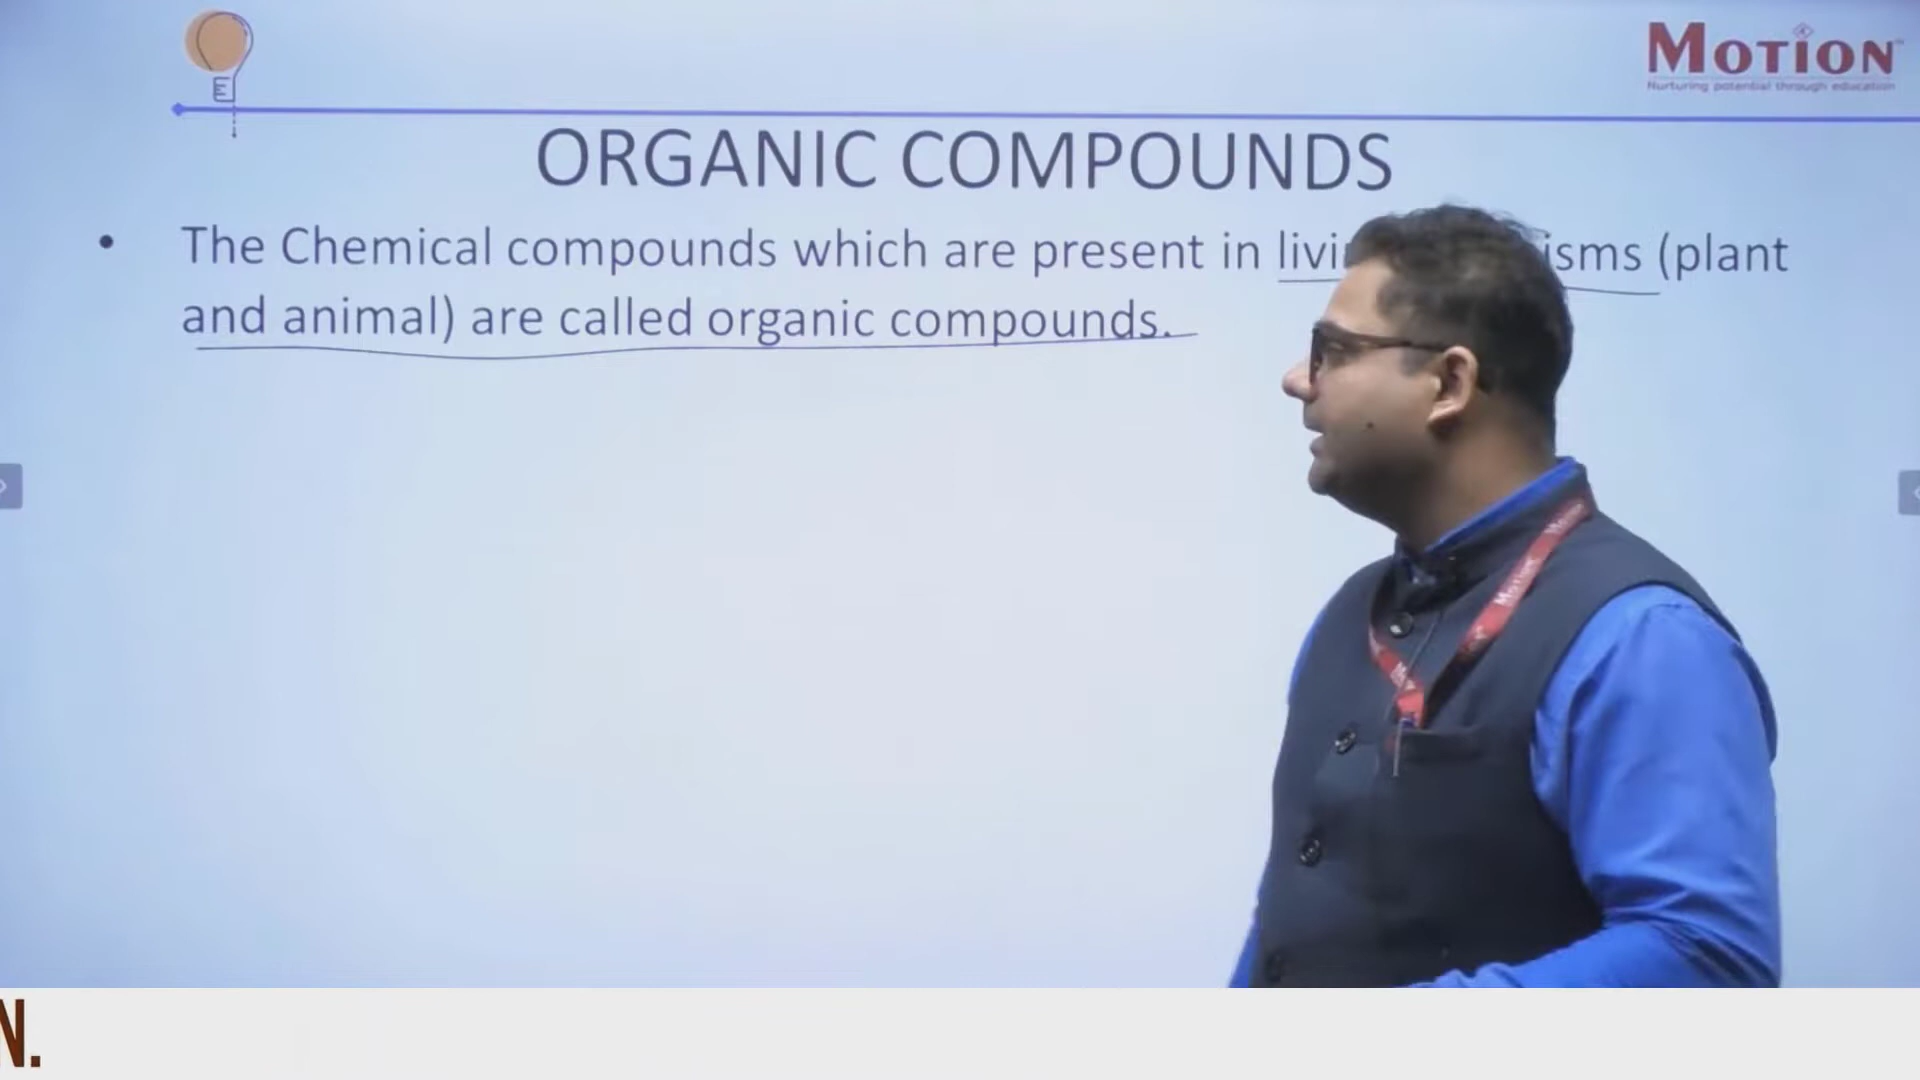 MOTION
Nurturing potential through education
ORGANIC COMPOUNDS
• The Chemical compounds which are present in isms (plant
and animal) are called organic compounds.
Motion
N.